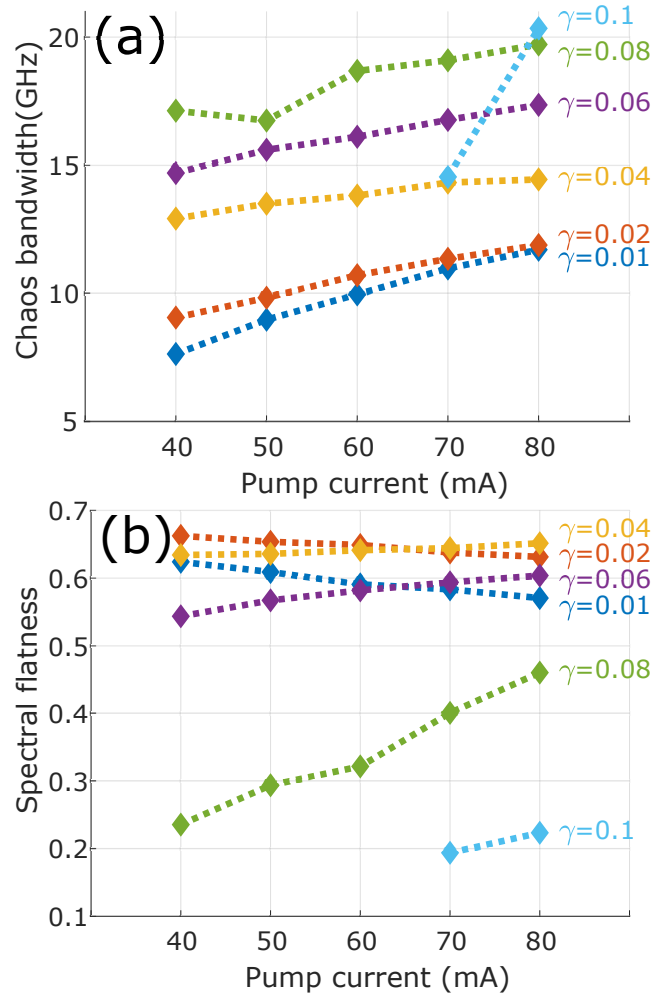 (a)
20
15
10
5
Chaos bandwidth(GHz)
γ=0.1
γ=0.08
γ=0.06
γ=0.04
γ=0.02
γ=0.01
40 50 60 70 80
Pump current (mA)
(b)
0.7
0.6
0.5
0.4
0.3
0.2
0.1
Spectral flatness
γ=0.04
γ=0.02
γ=0.06
γ=0.01
γ=0.08
γ=0.1
40 50 60 70 80
Pump current (mA)